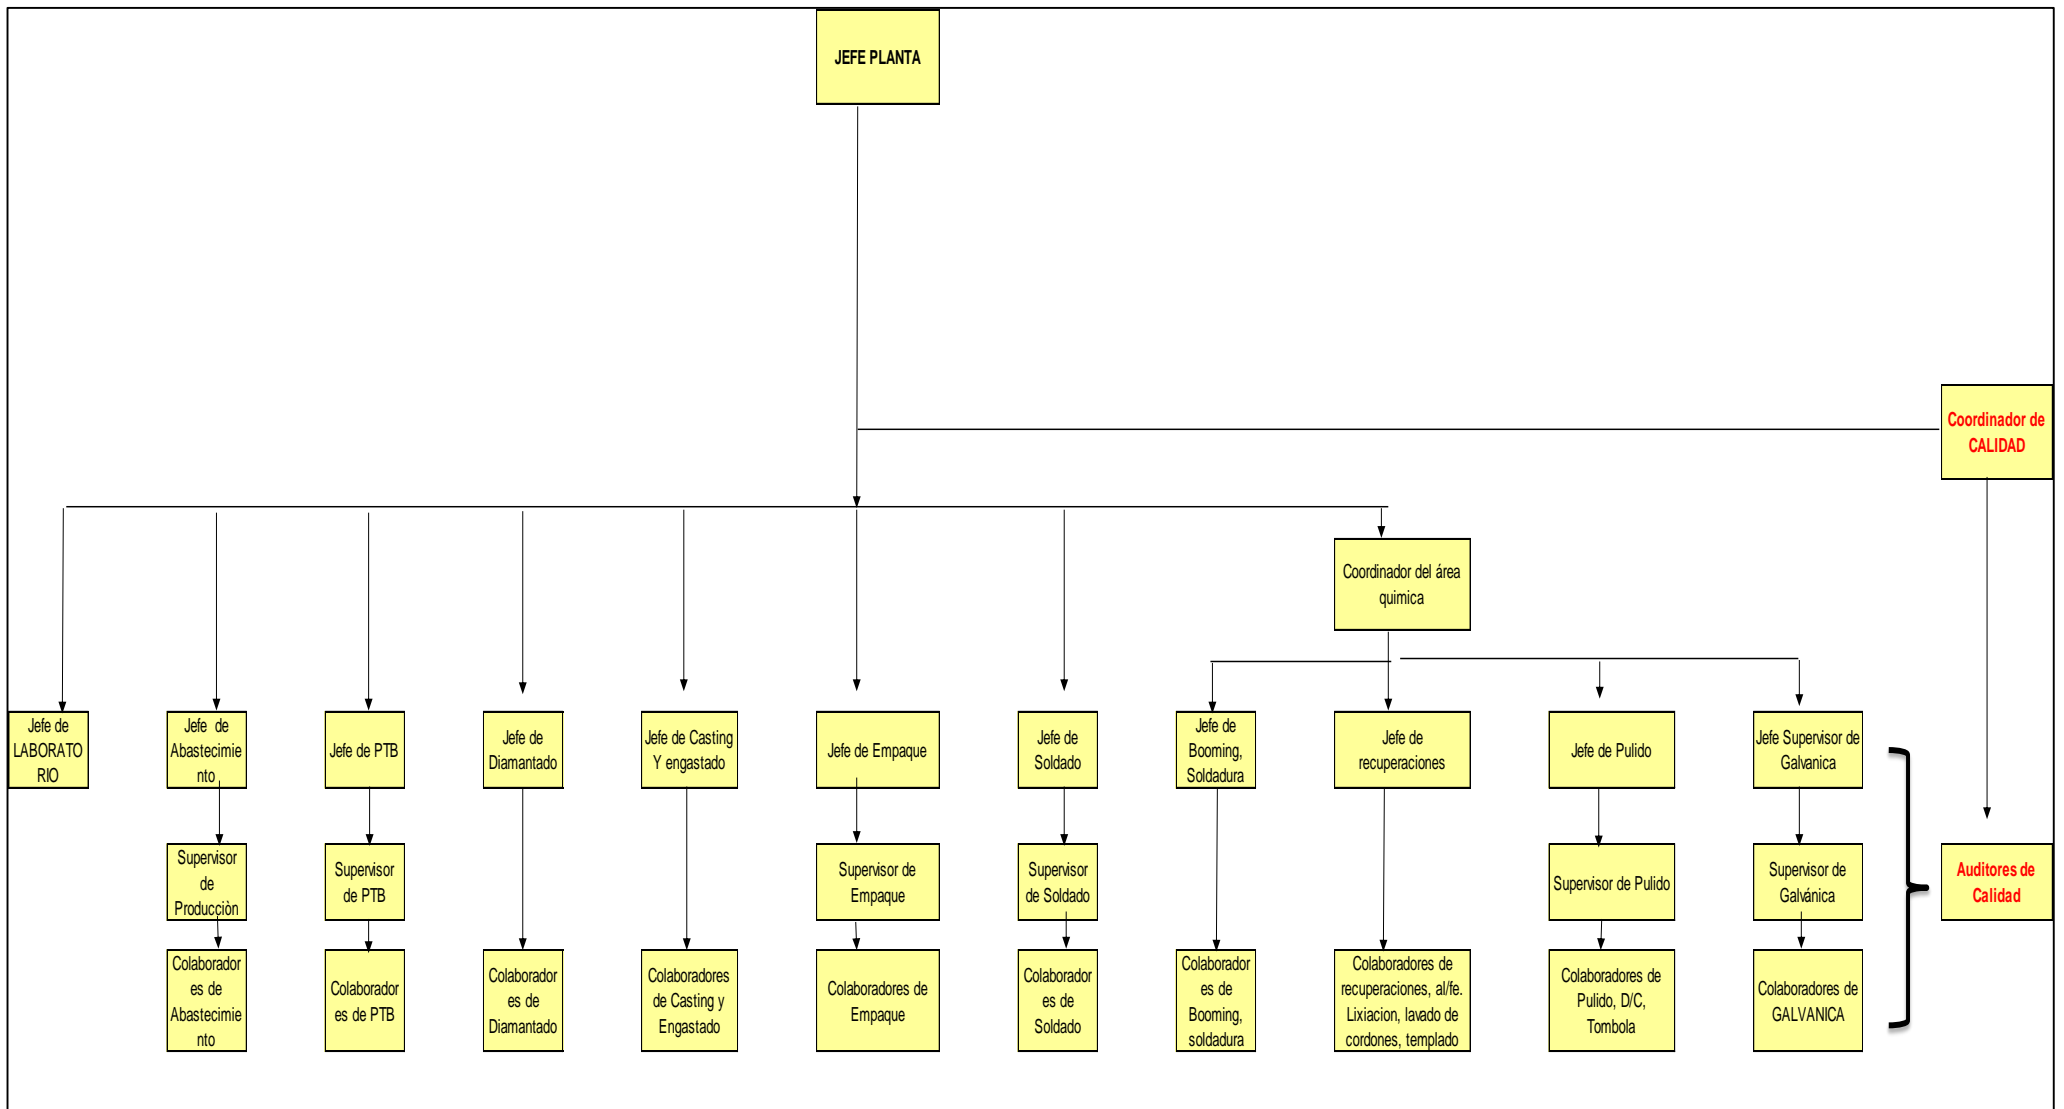 JEFE PLANTA
Coordinador de
CALIDAD
Coordinador del área
quimica
Jefe de
LABORATO
RIO
Jefe de
Abastecimie
nto
Jefe de PTB
Jefe de
Diamantado
Jefe de Casting
Y engastado
Jefe de Empaque
Jefe de
Soldado
Jefe de
Booming,
Soldadura
Jefe de
recuperaciones
Jefe de Pulido
Jefe Supervisor de
Galvanica
Supervisor
de
Producciòn
Supervisor
de PTB
Supervisor de
Empaque
Supervisor
de Soldado
Supervisor de Pulido
Supervisor de
Galvánica
Auditores de
Calidad
Colaborador
es de
Abastecimie
nto
Colaborador
es de PTB
Colaborador
es de
Diamantado
Colaboradores
de Casting y
Engastado
Colaboradores de
Empaque
Colaborador
es de
Soldado
Colaborador
es de
Booming,
soldadura
Colaboradores de
recuperaciones, al/fe.
Lixiacion, lavado de
cordones, templado
Colaboradores de
Pulido, D/C,
Tombola
Colaboradores de
GALVANICA